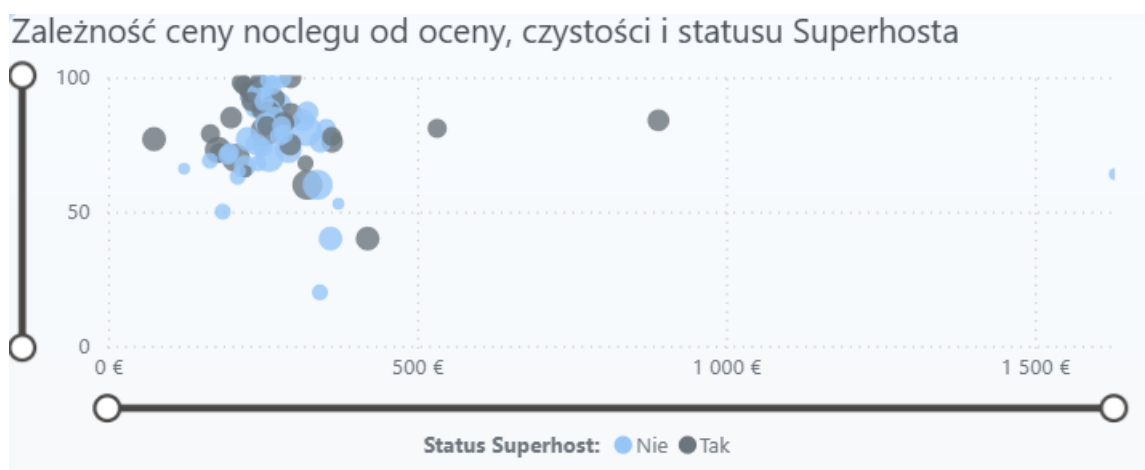 Zależność ceny noclegu od oceny, czystości i statusu Superhosta
100
50
0
0 € 500 € 1 000 € 1 500 €
Status Superhost: Nie Tak